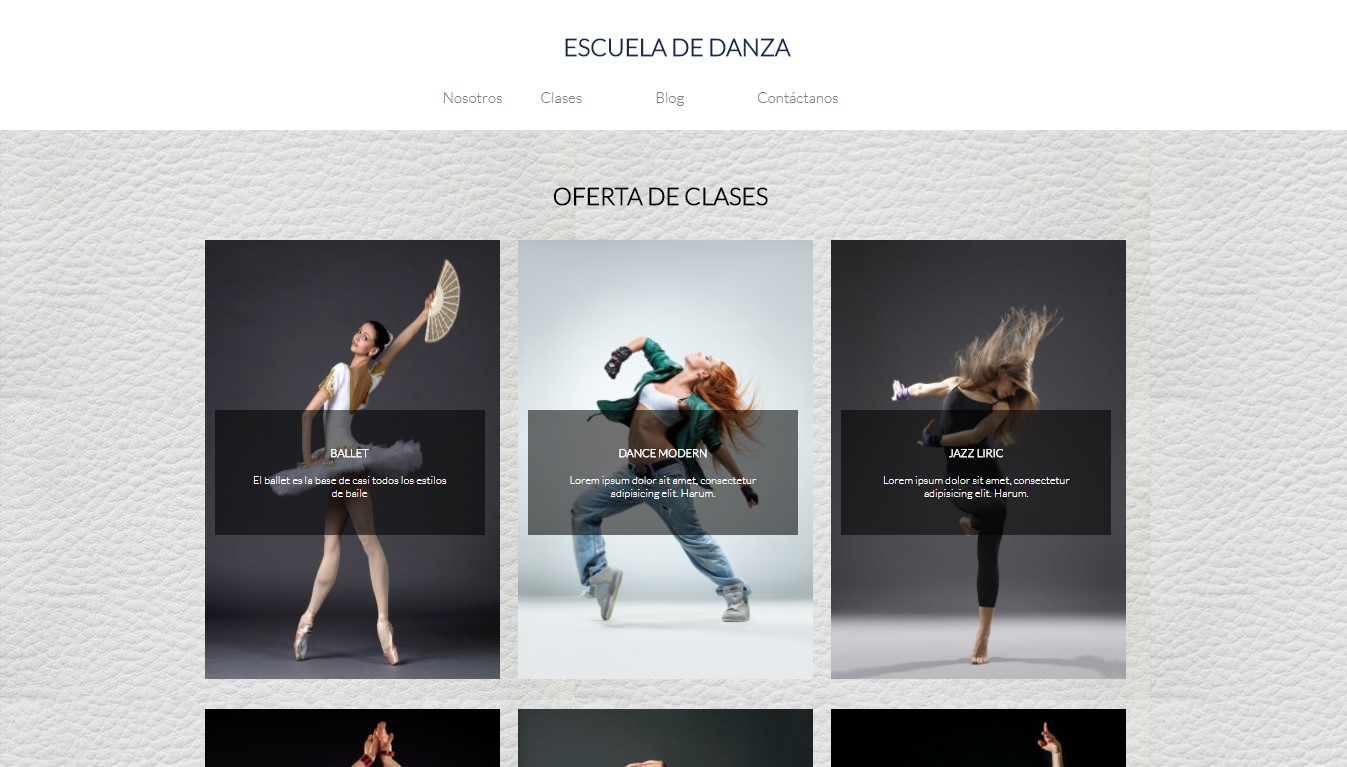 ESCUELA DE DANZA
Nosotros Clases Blog Contáctanos
OFERTA DE CLASES
BALLET
El ballet es la base de casi todos los estilos
de baile
DANCE MODERN
Lorem ipsum dolor sit amet, consectetur
adipisicing elit. Harum.
JAZZ LIRIC
Lorem ipsum dolor sit amet, consectetur
adipisicing elit. Harum.